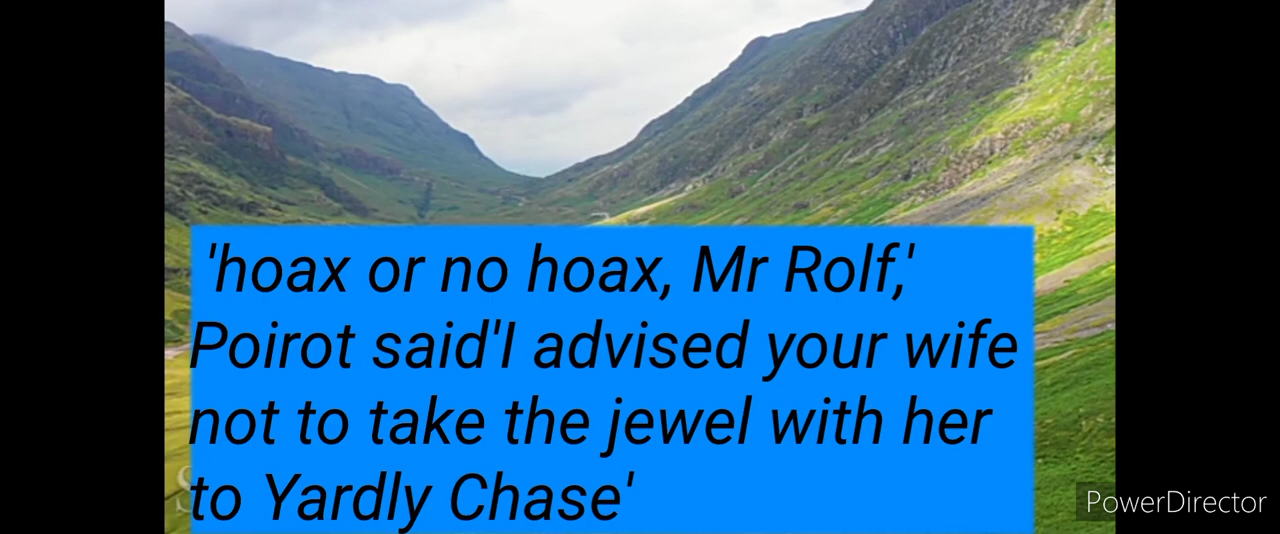 'hoax or no hoax, Mr Rolf,'
Poirot said'I advised your wife
not to take the jewel with her
to Yardly Chase'
PowerDirector